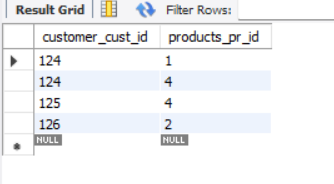 Result Grid Filter Rows:
customer_cust_id products_pr_id
124 1
124 4
125 4
126 2
NULL NULL